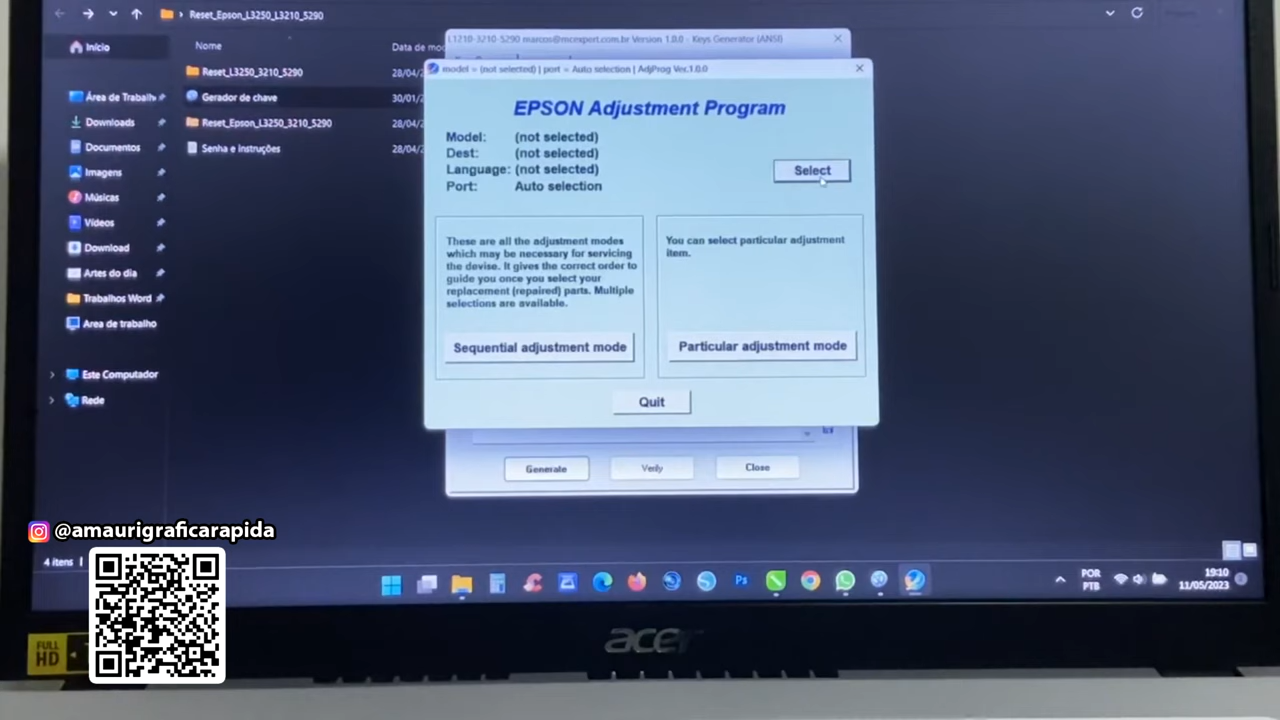 Reset_Epson_L3250_L3210_5290
Início
Nome
Data de mo
Área de Trabalh
Downloads
Documentos
Imagens
Músicas
Vídeos
Download
Artes do dia
Trabalhos Word
Area de trabalho
Este Computador
Rede
Reset_L3250_3210_5290
28/04/
Gerador de chave
30/01/
Reset_Epson_L3250_3210_5290
28/04/
Senha e instruções
28/04/
L1210-3210-5290 marcos@mcexpert.com.br Version 1.0.0 - Keys Generator (ANSI)
model = (not selected) | port = Auto selection | AdjProg Ver.1.0.0
EPSON Adjustment Program
Model: (not selected)
Dest: (not selected)
Language: (not selected)
Port: Auto selection
Select
These are all the adjustment modes
which may be necessary for servicing
the devise. It gives the correct order to
guide you once you select your
replacement (repaired) parts. Multiple
selections are available.
Sequential adjustment mode
You can select particular adjustment
item.
Particular adjustment mode
Quit
Generate
Verify
Close
@amaurigraficarapida
4 itens
Ps
POR
PTB
19:10
11/05/2023
FULL
HD
acer